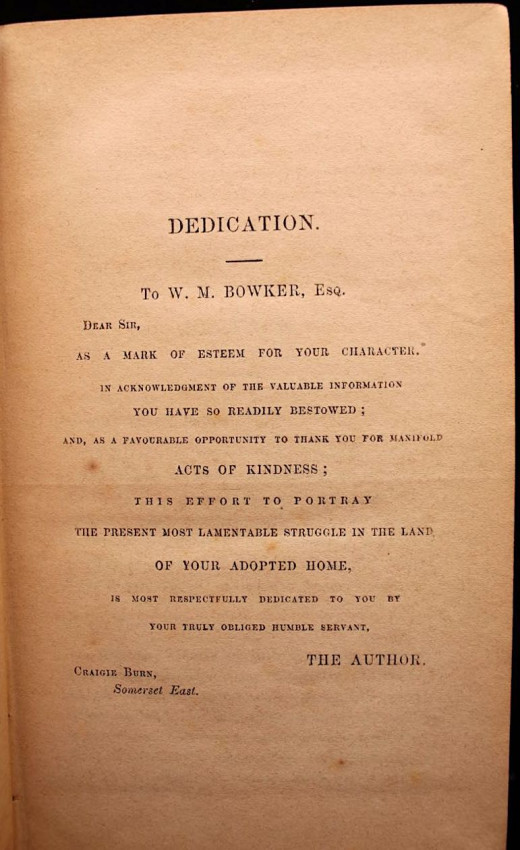 DEDICATION.
To W. M. BOWKER, Esq.
Dear Sir,
AS A MARK OF ESTEEM FOR YOUR CHARACTER.
IN ACKNOWLEDGMENT OF THE VALUABLE INFORMATION
YOU HAVE SO READILY BESTOWED ;
AND, AS A FAVOURABLE OPPORTUNITY TO THANK YOU FOR MANIFOLD
ACTS OF KINDNESS ;
THIS EFFORT TO PORTRAY
THE PRESENT MOST LAMENTABLE STRUGGLE IN THE LAND
OF YOUR ADOPTED HOME,
IS MOST RESPECTFULLY DEDICATED TO YOU BY
YOUR TRULY OBLIGED HUMBLE SERVANT,
THE AUTHOR.
Craigie Burn,
Somerset East.